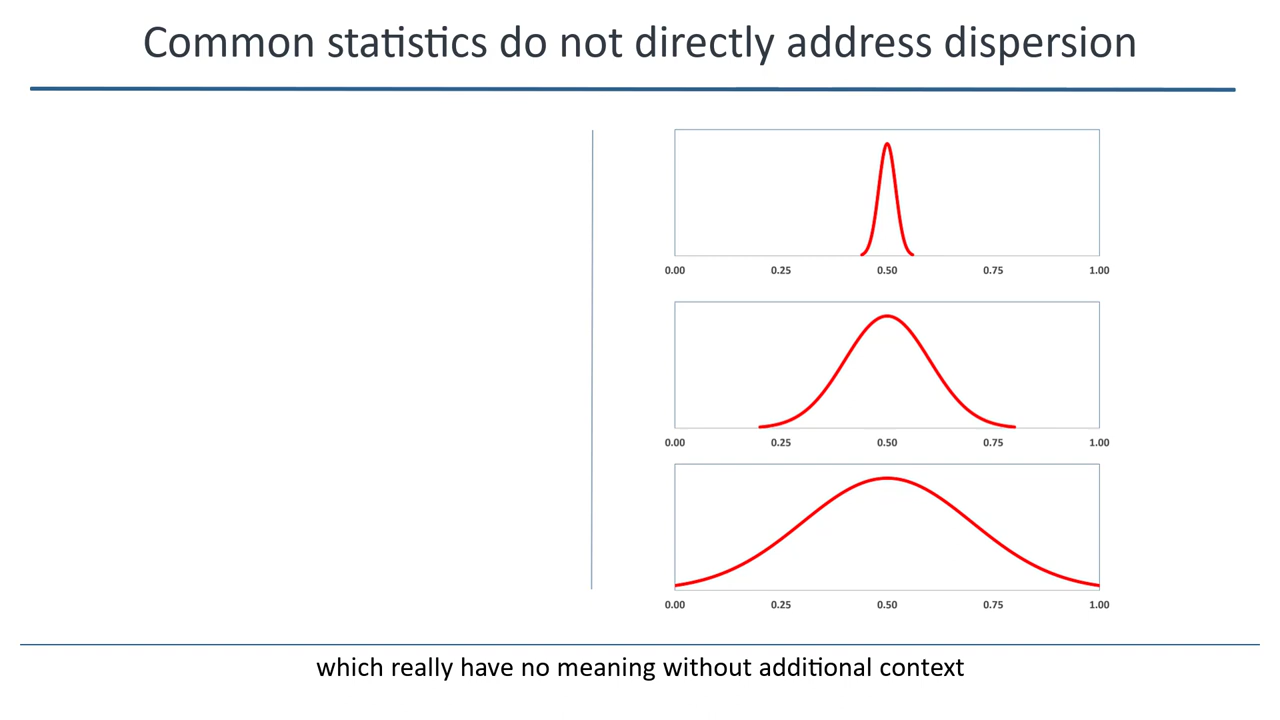 Common statistics do not directly address dispersion
0.00 0.25 0.50 0.75 1.00
0.00 0.25 0.50 0.75 1.00
0.00 0.25 0.50 0.75 1.00
which really have no meaning without additional context